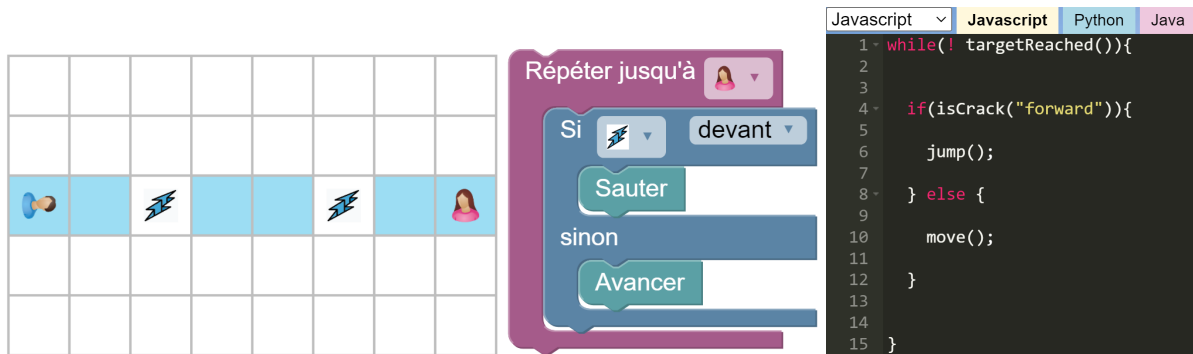 Répéter jusqu'à
Si devant
Sauter
sinon
Avancer
Javascript Javascript Python Java
1 while(! targetReached()){
2
3
4 if(isCrack("forward")){
5
6 jump();
7
8 } else {
9
10 move();
11
12 }
13
14
15 }